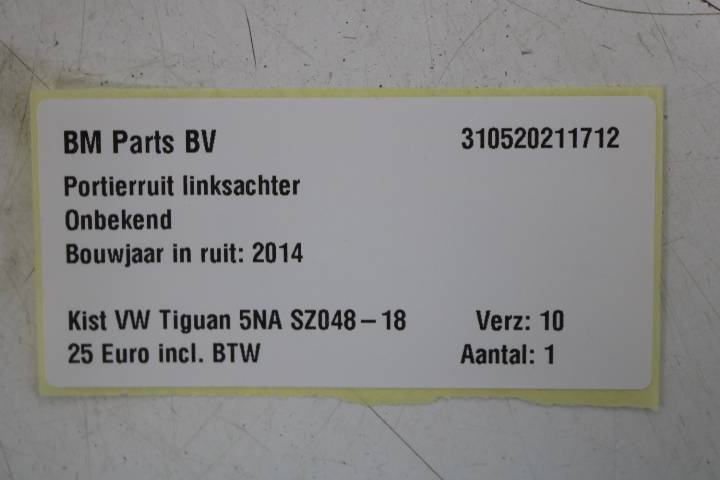 BM Parts BV 310520211712
Portierruit linksachter
Onbekend
Bouwjaar in ruit: 2014
Kist VW Tiguan 5NA SZ048-18 Verz: 10
25 Euro incl. BTW Aantal: 1